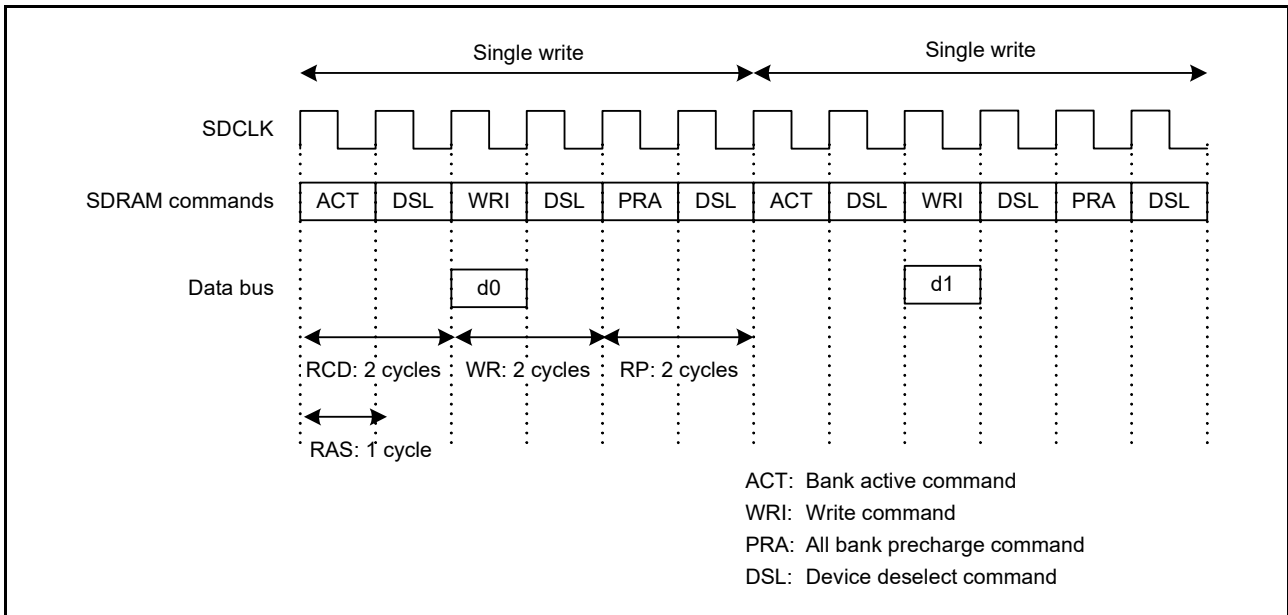 Single write Single write
SDCLK
SDRAM commands ACT DSL WRI DSL PRA DSL ACT DSL WRI DSL PRA DSL
Data bus d0 d1
RCD: 2 cycles WR: 2 cycles RP: 2 cycles
RAS: 1 cycle
ACT: Bank active command
WRI: Write command
PRA: All bank precharge command
DSL: Device deselect command